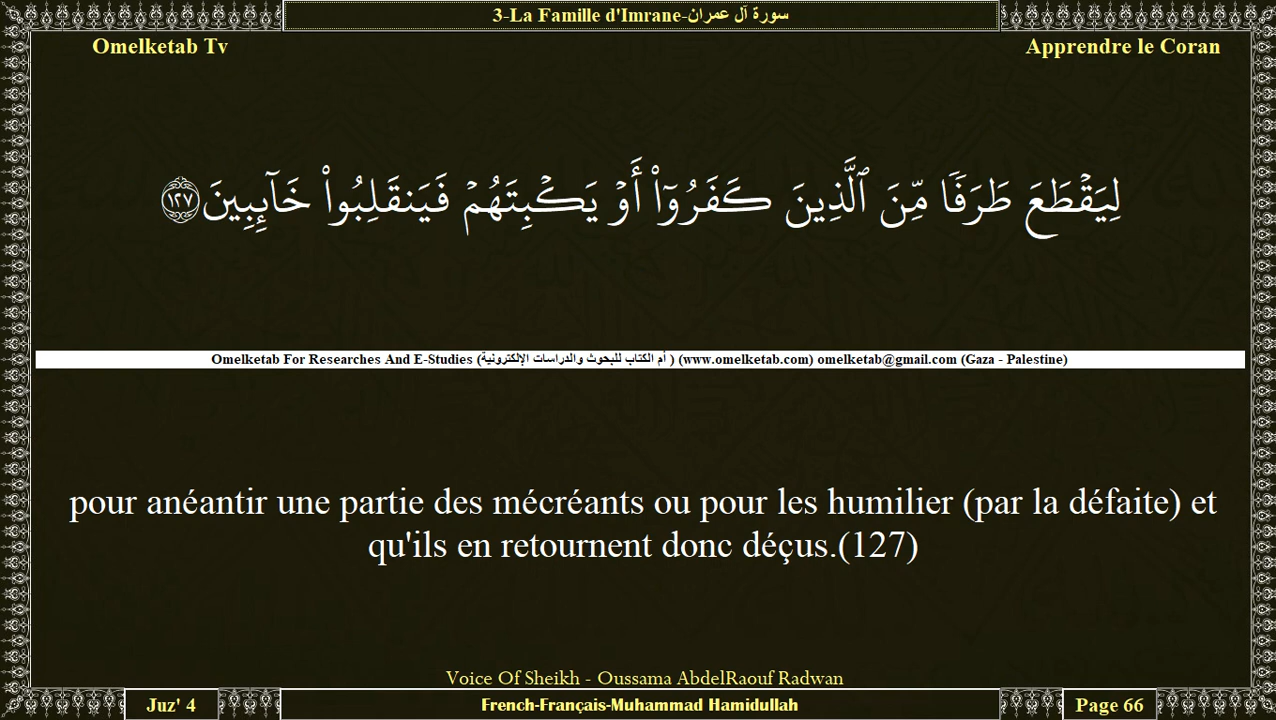 3-La Famille d'Imrane-سورة آل عمران
Omelketab Tv
Apprendre le Coran
لِيَقۡطَعَ طَرَفٗا مِّنَ ٱلَّذِينَ كَفَرُوٓاْ أَوۡ يَكۡبِتَهُمۡ فَيَنقَلِبُواْ خَآئِبِينَ ١٢٧
Omelketab For Researches And E-Studies (أم الكتاب للبحوث والدراسات الإلكترونية ) (www.omelketab.com) omelketab@gmail.com (Gaza - Palestine)
pour anéantir une partie des mécréants ou pour les humilier (par la défaite) et
qu'ils en retournent donc déçus.(127)
Voice Of Sheikh - Oussama AbdelRaouf Radwan
Juz' 4
French-Français-Muhammad Hamidullah
Page 66